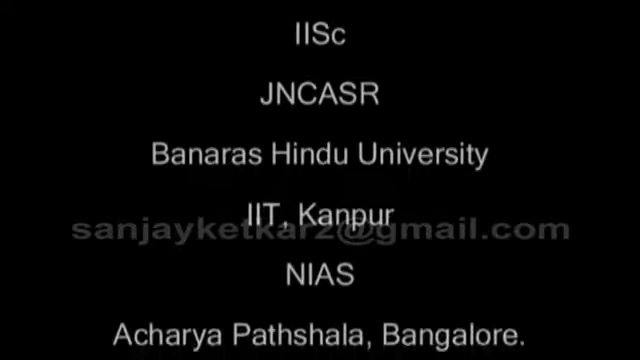 IISc
JNCASR
Banaras Hindu University
IIT, Kanpur
sanjayketkar2@gmail.com
NIAS
Acharya Pathshala, Bangalore.